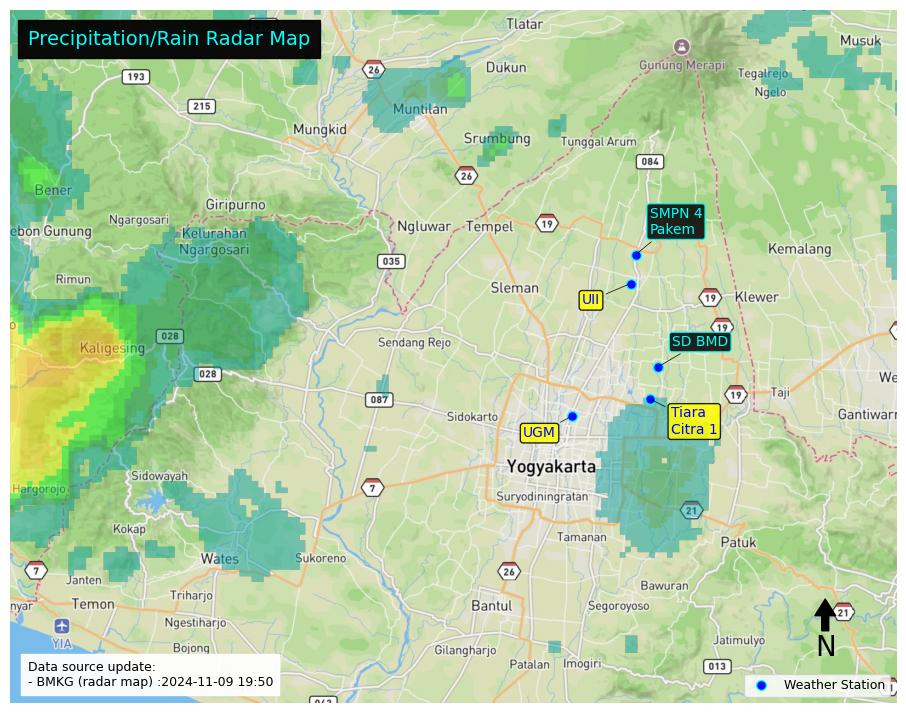 Precipitation/Rain Radar Map
Tlatar
Musuk
193
26
Dukun
Gunung Merapi
Tegalrejo
Ngelo
215
Muntilan
Mungkid
Srumbung
Tunggal Arum
084
26
Bener
Giripurno
SMPN 4
Pakem
Ngargosari
ebon Gunung
Kelurahan
Ngargosari
Ngluwar
Tempel
19
Kemalang
035
Rimun
Sleman
UII
19
Klewer
19
028
Kaligesing
Sendang Rejo
SD BMD
028
We
087
19
Taji
Sidokarto
Tiara
Citra 1
Gantiwarn
UGM
Yogyakarta
Sidowayah
Hargorojo
7
Suryodiningratan
21
Kokap
Tamanan
Patuk
Wates
Sukoreno
7
Janten
26
Bawuran
nyar
Temon
Triharjo
Bantul
Segoroyoso
21
YIA
Ngestiharjo
N
Bojong
Gilangharjo
Jatimulyo
Patalan
Imogiri
013
Data source update:
- BMKG (radar map) :2024-11-09 19:50
Weather Station